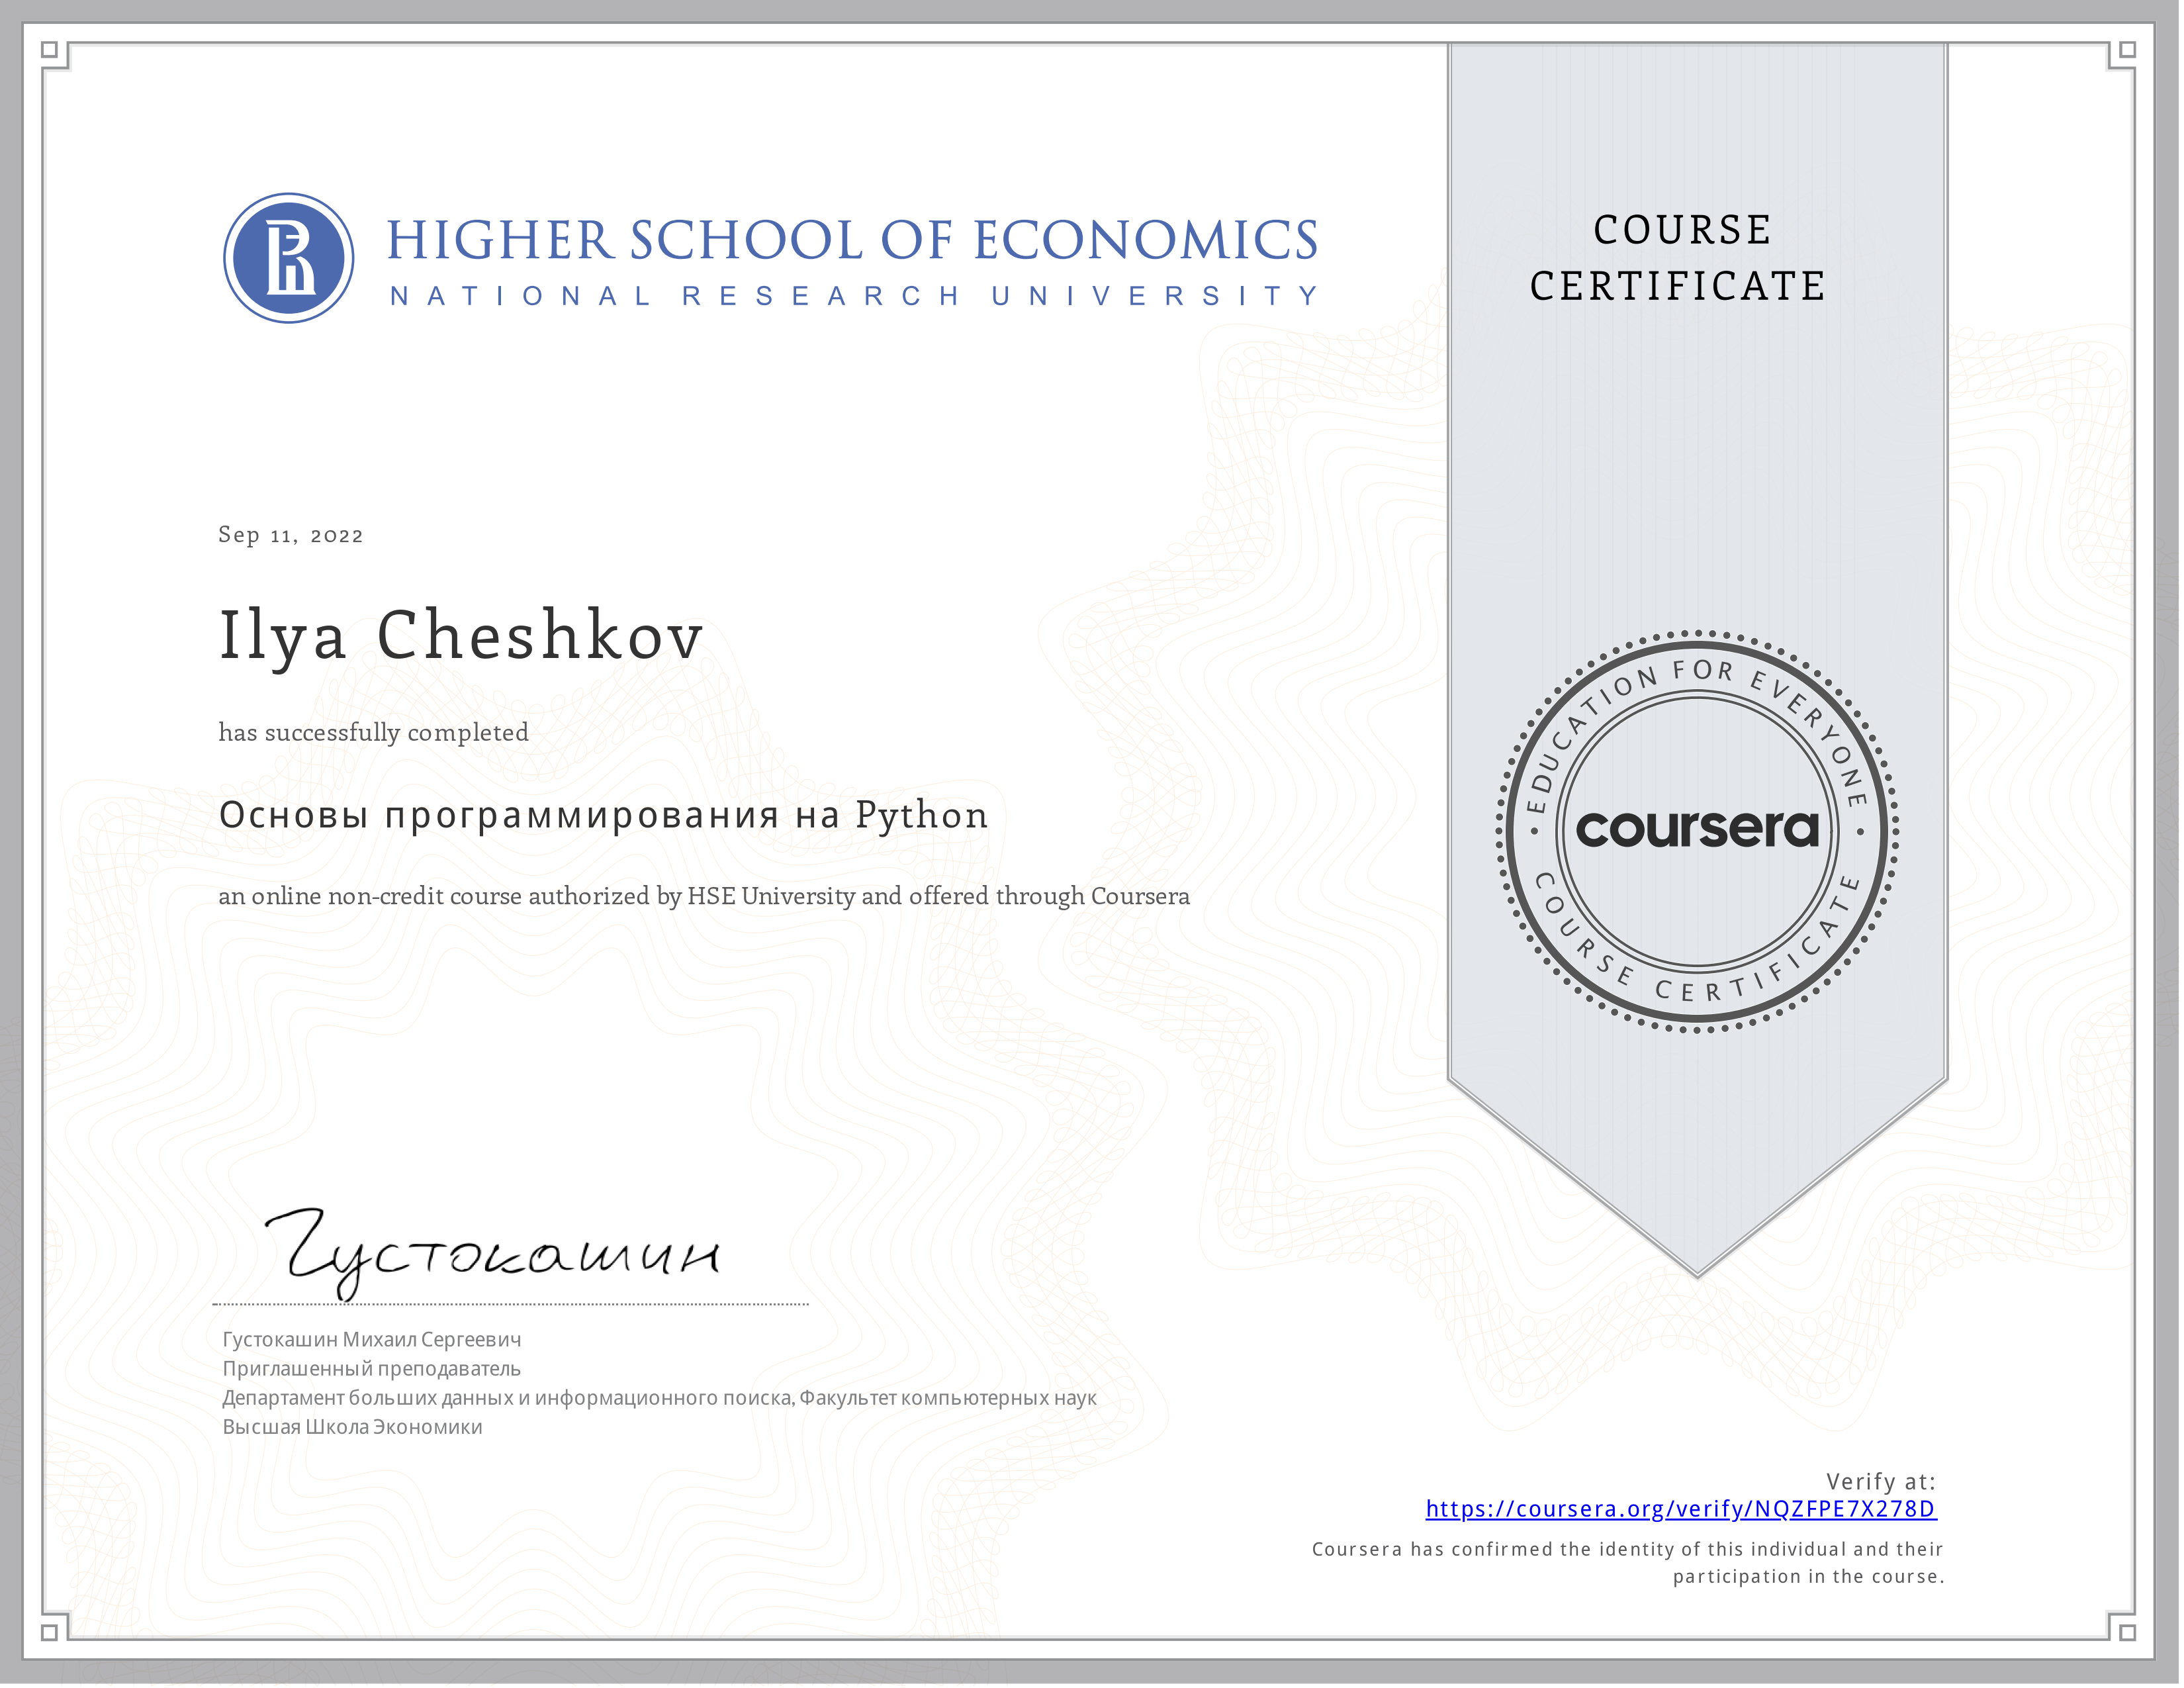 HIGHER SCHOOL OF ECONOMICS
NATIONAL RESEARCH UNIVERSITY
COURSE
CERTIFICATE
Sep 11, 2022
Ilya Cheshkov
has successfully completed
Основы программирования на Python
an online non-credit course authorized by HSE University and offered through Coursera
EDUCATION FOR EVERYONE
coursera
COURSE CERTIFICATE
Густокашин
Густокашин Михаил Сергеевич
Приглашенный преподаватель
Департамент больших данных и информационного поиска, Факультет компьютерных наук
Высшая Школа Экономики
Verify at:
https://coursera.org/verify/NQZFPE7X278D
Coursera has confirmed the identity of this individual and their
participation in the course.